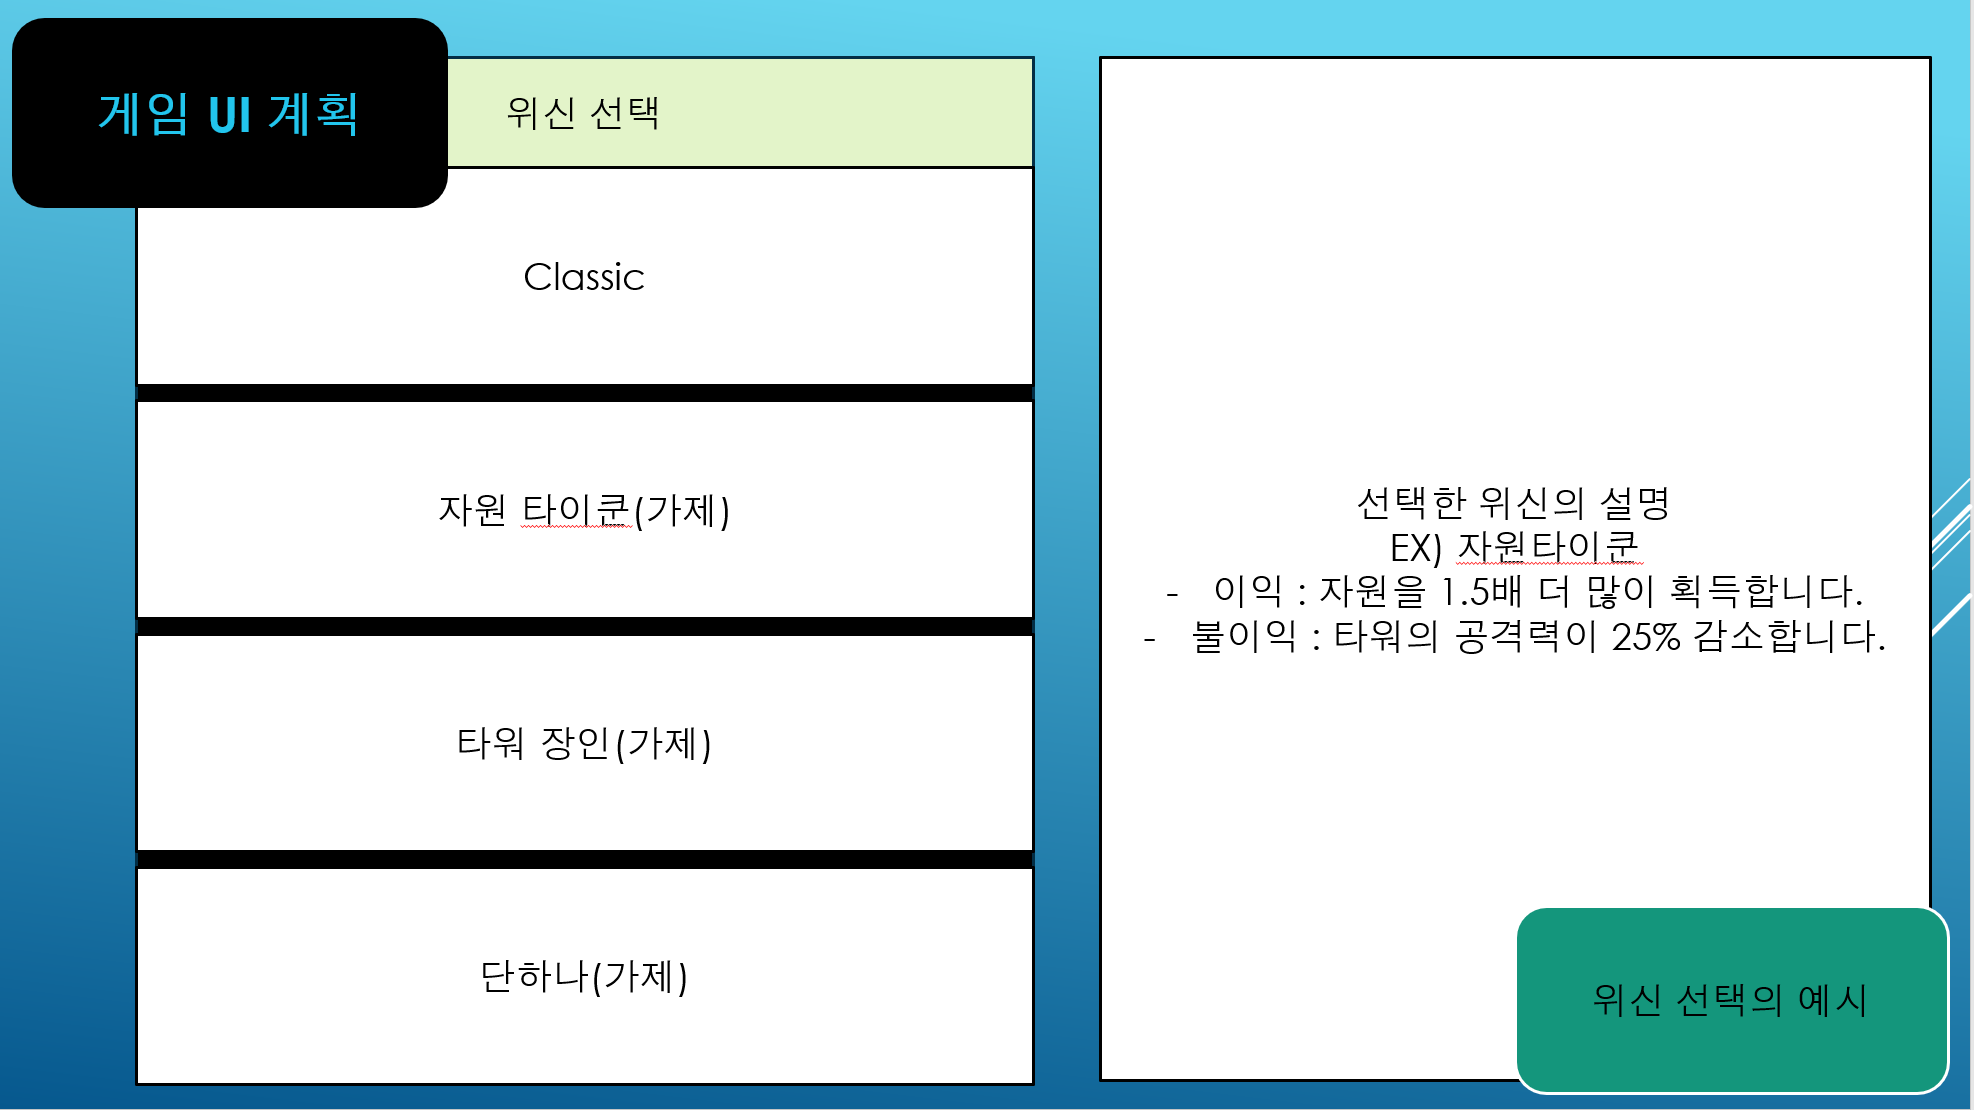 게임 UI 계획
위신 선택
Classic
자원 타이쿤(가제)
타워 장인(가제)
단하나(가제)
선택한 위신의 설명
EX) 자원타이쿤
- 이익 : 자원을 1.5배 더 많이 획득합니다.
- 불이익 : 타워의 공격력이 25% 감소합니다.
위신 선택의 예시